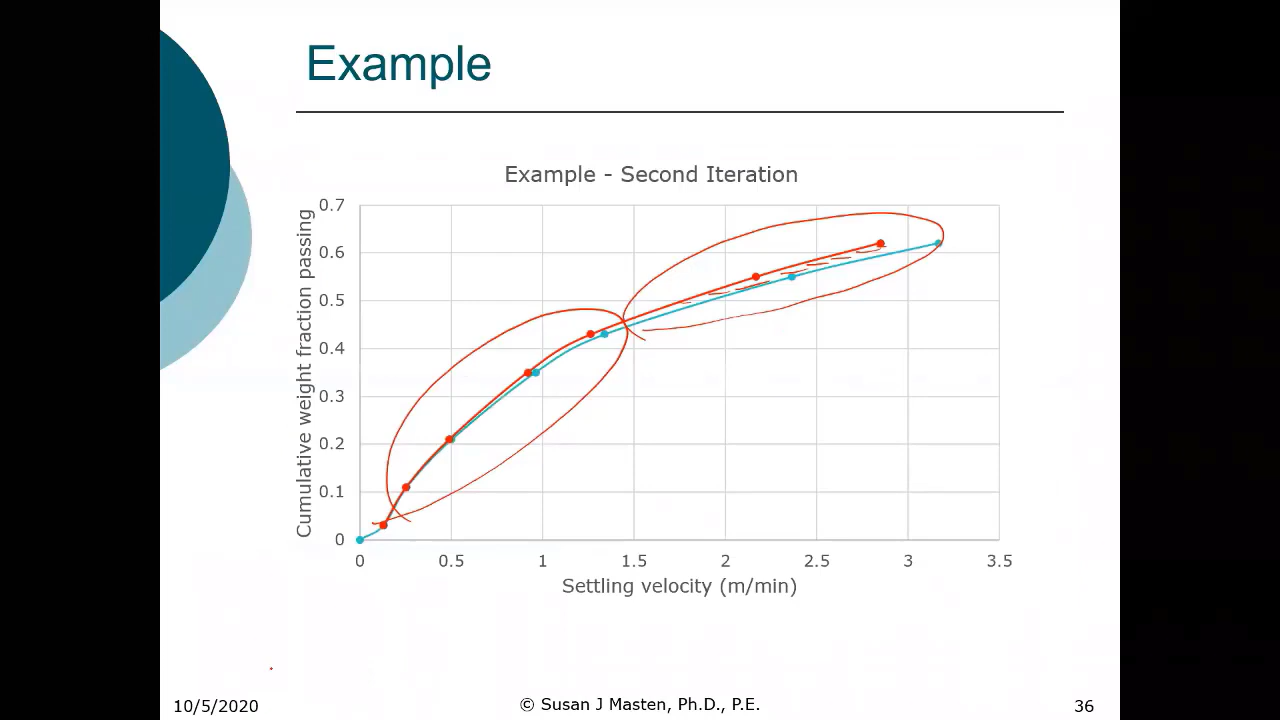 Example
Example - Second Iteration
Cumulative weight fraction passing
0.7
0.6
0.5
0.4
0.3
0.2
0.1
0
0 0.5 1 1.5 2 2.5 3 3.5
Settling velocity (m/min)
10/5/2020 © Susan J Masten, Ph.D., P.E. 36